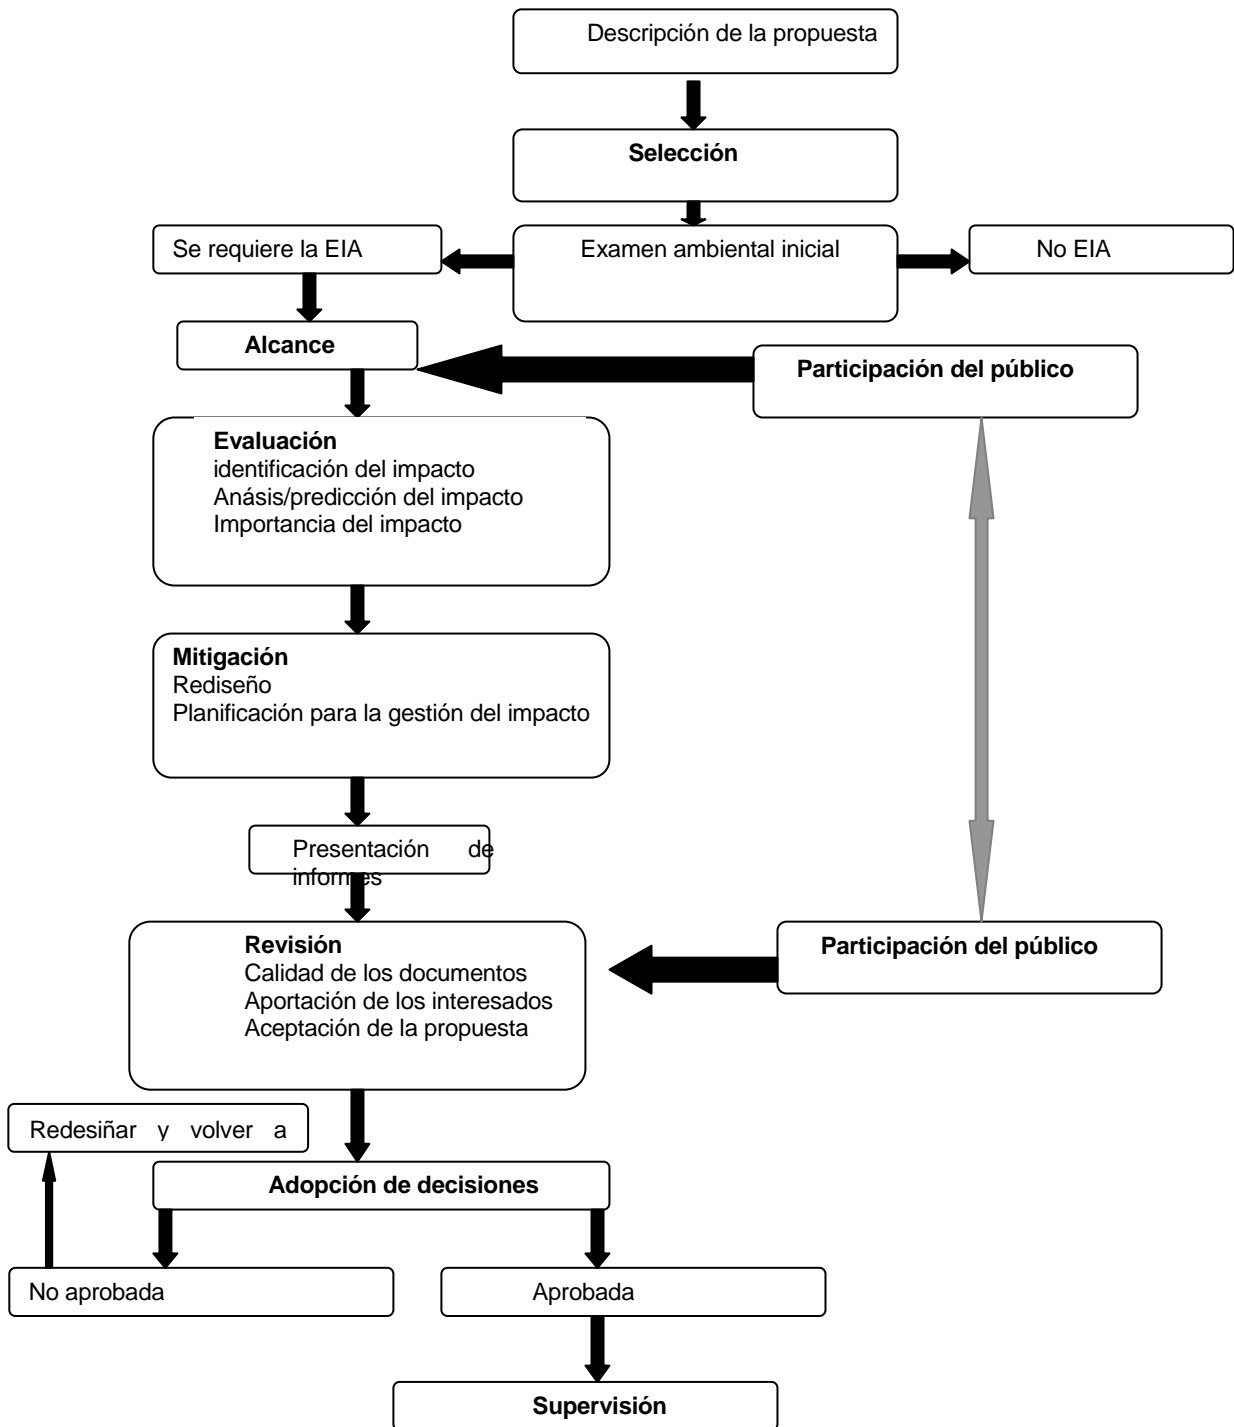 Descripción de la propuesta
Selección
Se requiere la EIA
Examen ambiental inicial
No EIA
Alcance
Participación del público
Evaluación
identificación del impacto
Anásis/predicción del impacto
Importancia del impacto
Mitigación
Rediseño
Planificación para la gestión del impacto
Presentación de
informes
Revisión
Calidad de los documentos
Aportación de los interesados
Aceptación de la propuesta
Participación del público
Redesiñar y volver a
Adopción de decisiones
No aprobada
Aprobada
Supervisión